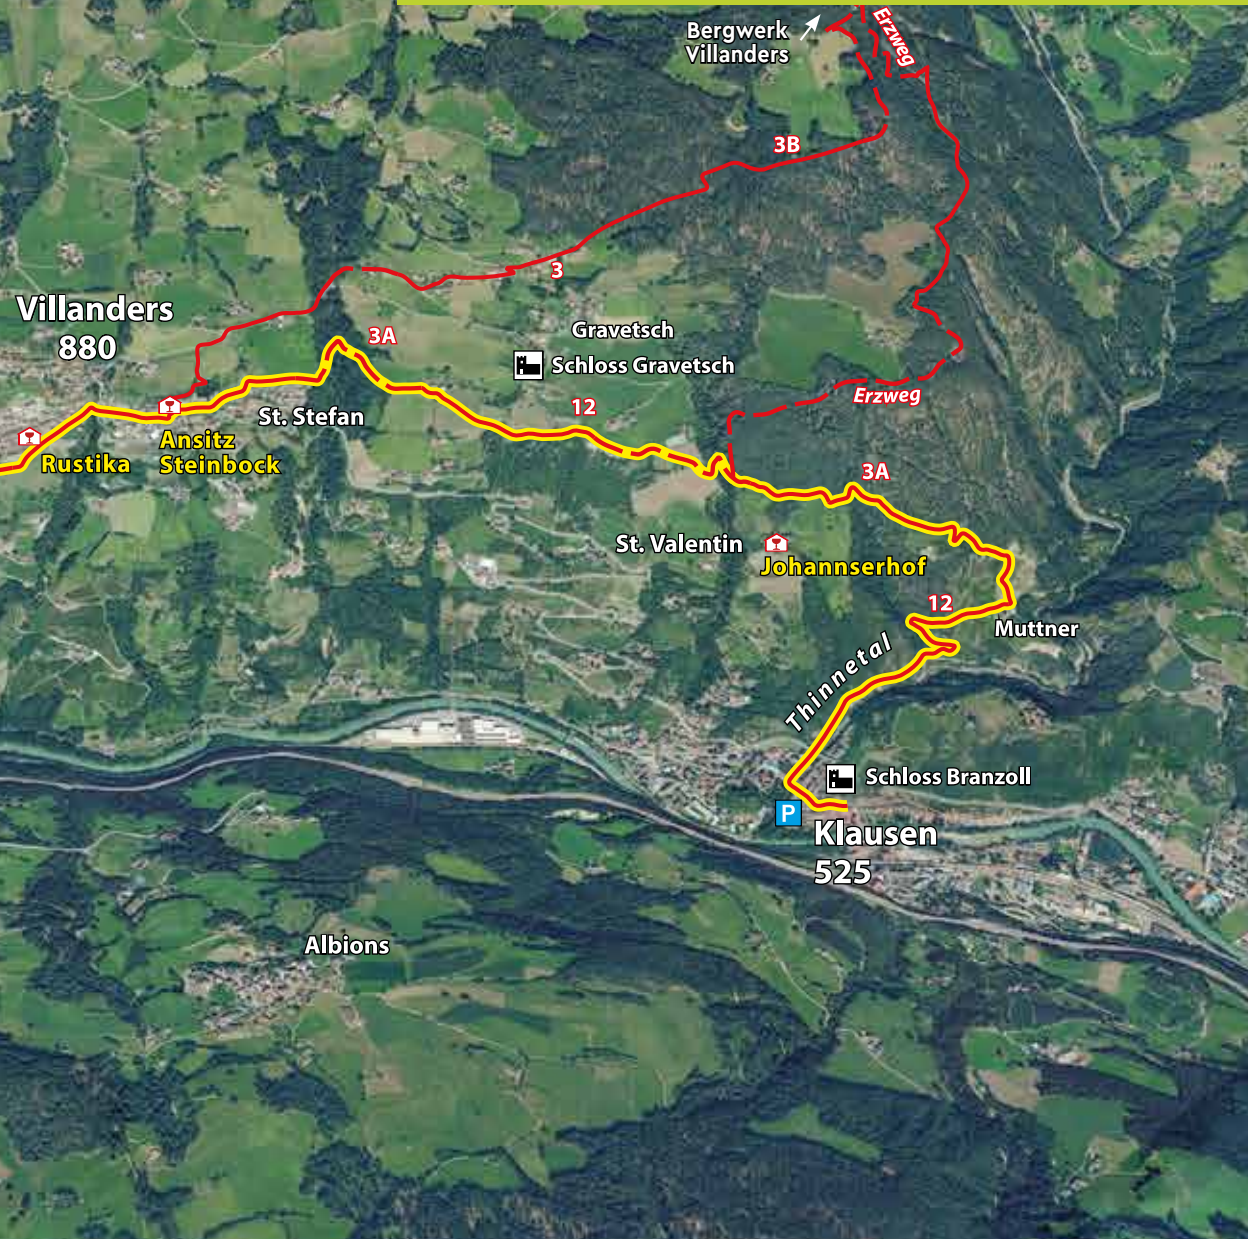 Erzweg
Bergwerk
Villanders
3B
3
Villanders
880
3A
Gravetsch
Schloss Gravetsch
12
Erzweg
St. Stefan
Ansitz
Steinbock
Rustika
3A
St. Valentin
Johannserhof
12
Muttner
Thinnetal
Schloss Branzoll
P
Klausen
525
Albions